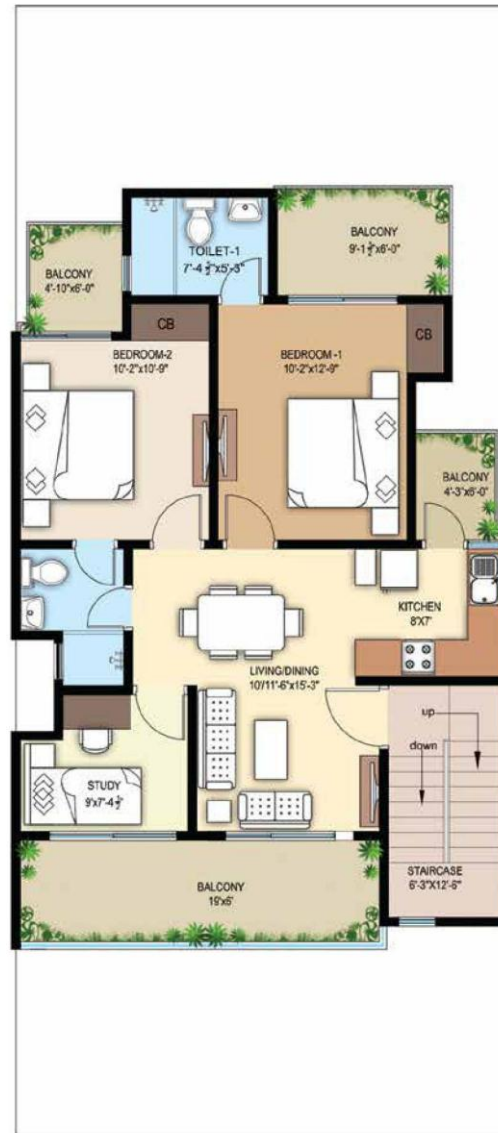 BALCONY
9'-1 1/2"x6'-0"
TOILET-1
7'-4 1/2"x5'-3"
BALCONY
4'-10"x6'-0"
CB
BEDROOM-2
10'-2"x10'-9"
BEDROOM -1
10'-2"x12'-9"
CB
BALCONY
4'-3"x6'-0"
KITCHEN
8'X7'
LIVING/DINING
10'/11'-6"x15'-3"
up
down
STUDY
9'x7'-4 1/2"
STAIRCASE
6'-3"X12'-6"
BALCONY
19'x6'